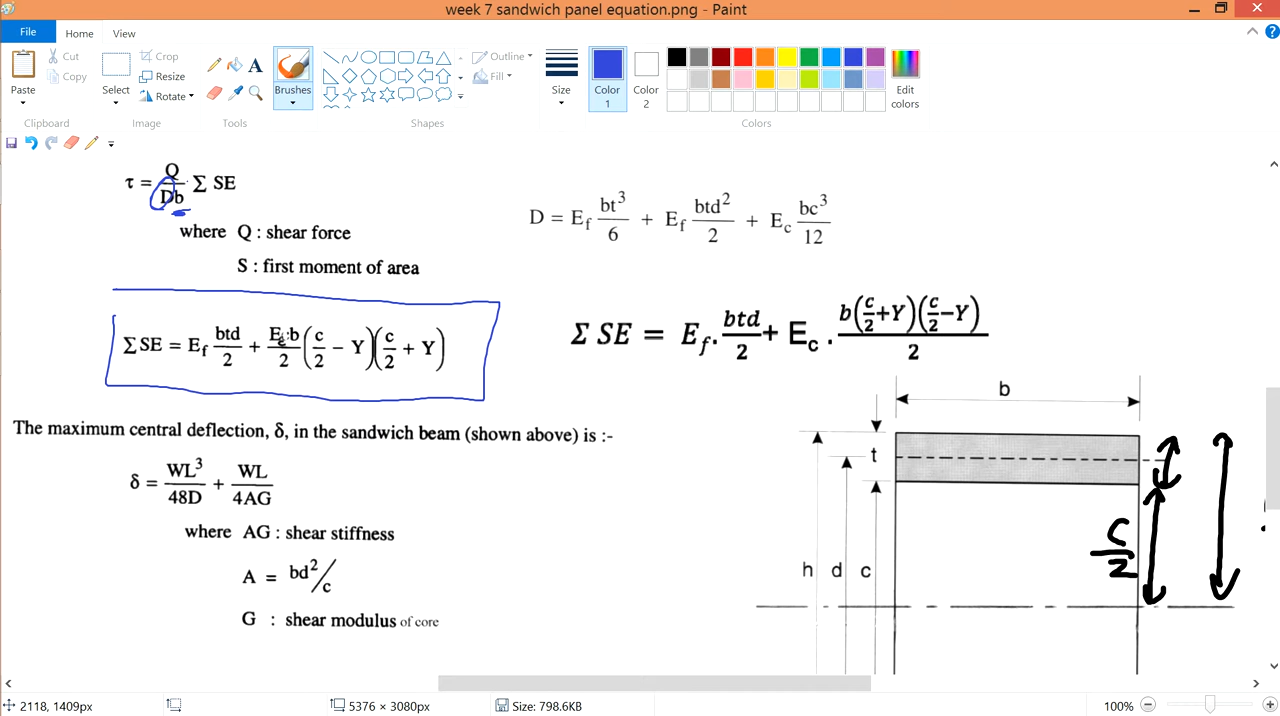 week 7 sandwich panel equation.png - Paint
File Home View
Paste Cut Copy
Select Crop Resize Rotate
Brushes
Outline Fill
Size Color 1 Color 2 Edit colors
Clipboard Image Tools Shapes Colors
τ = Q/Db Σ SE
where Q : shear force
S : first moment of area
D = E_f bt³/6 + E_f btd²/2 + E_c bc³/12
ΣSE = E_f btd/2 + E_c.b/2 (c/2 − Y)(c/2 + Y)
Σ SE = E_f. btd/2 + E_c . b(c/2+Y)(c/2−Y)/2
The maximum central deflection, δ, in the sandwich beam (shown above) is :-
δ = WL³/48D + WL/4AG
where AG : shear stiffness
A = bd²/c
G : shear modulus of core
b
t
h d c
c/2
2118, 1409px 5376 × 3080px Size: 798.6KB 100%